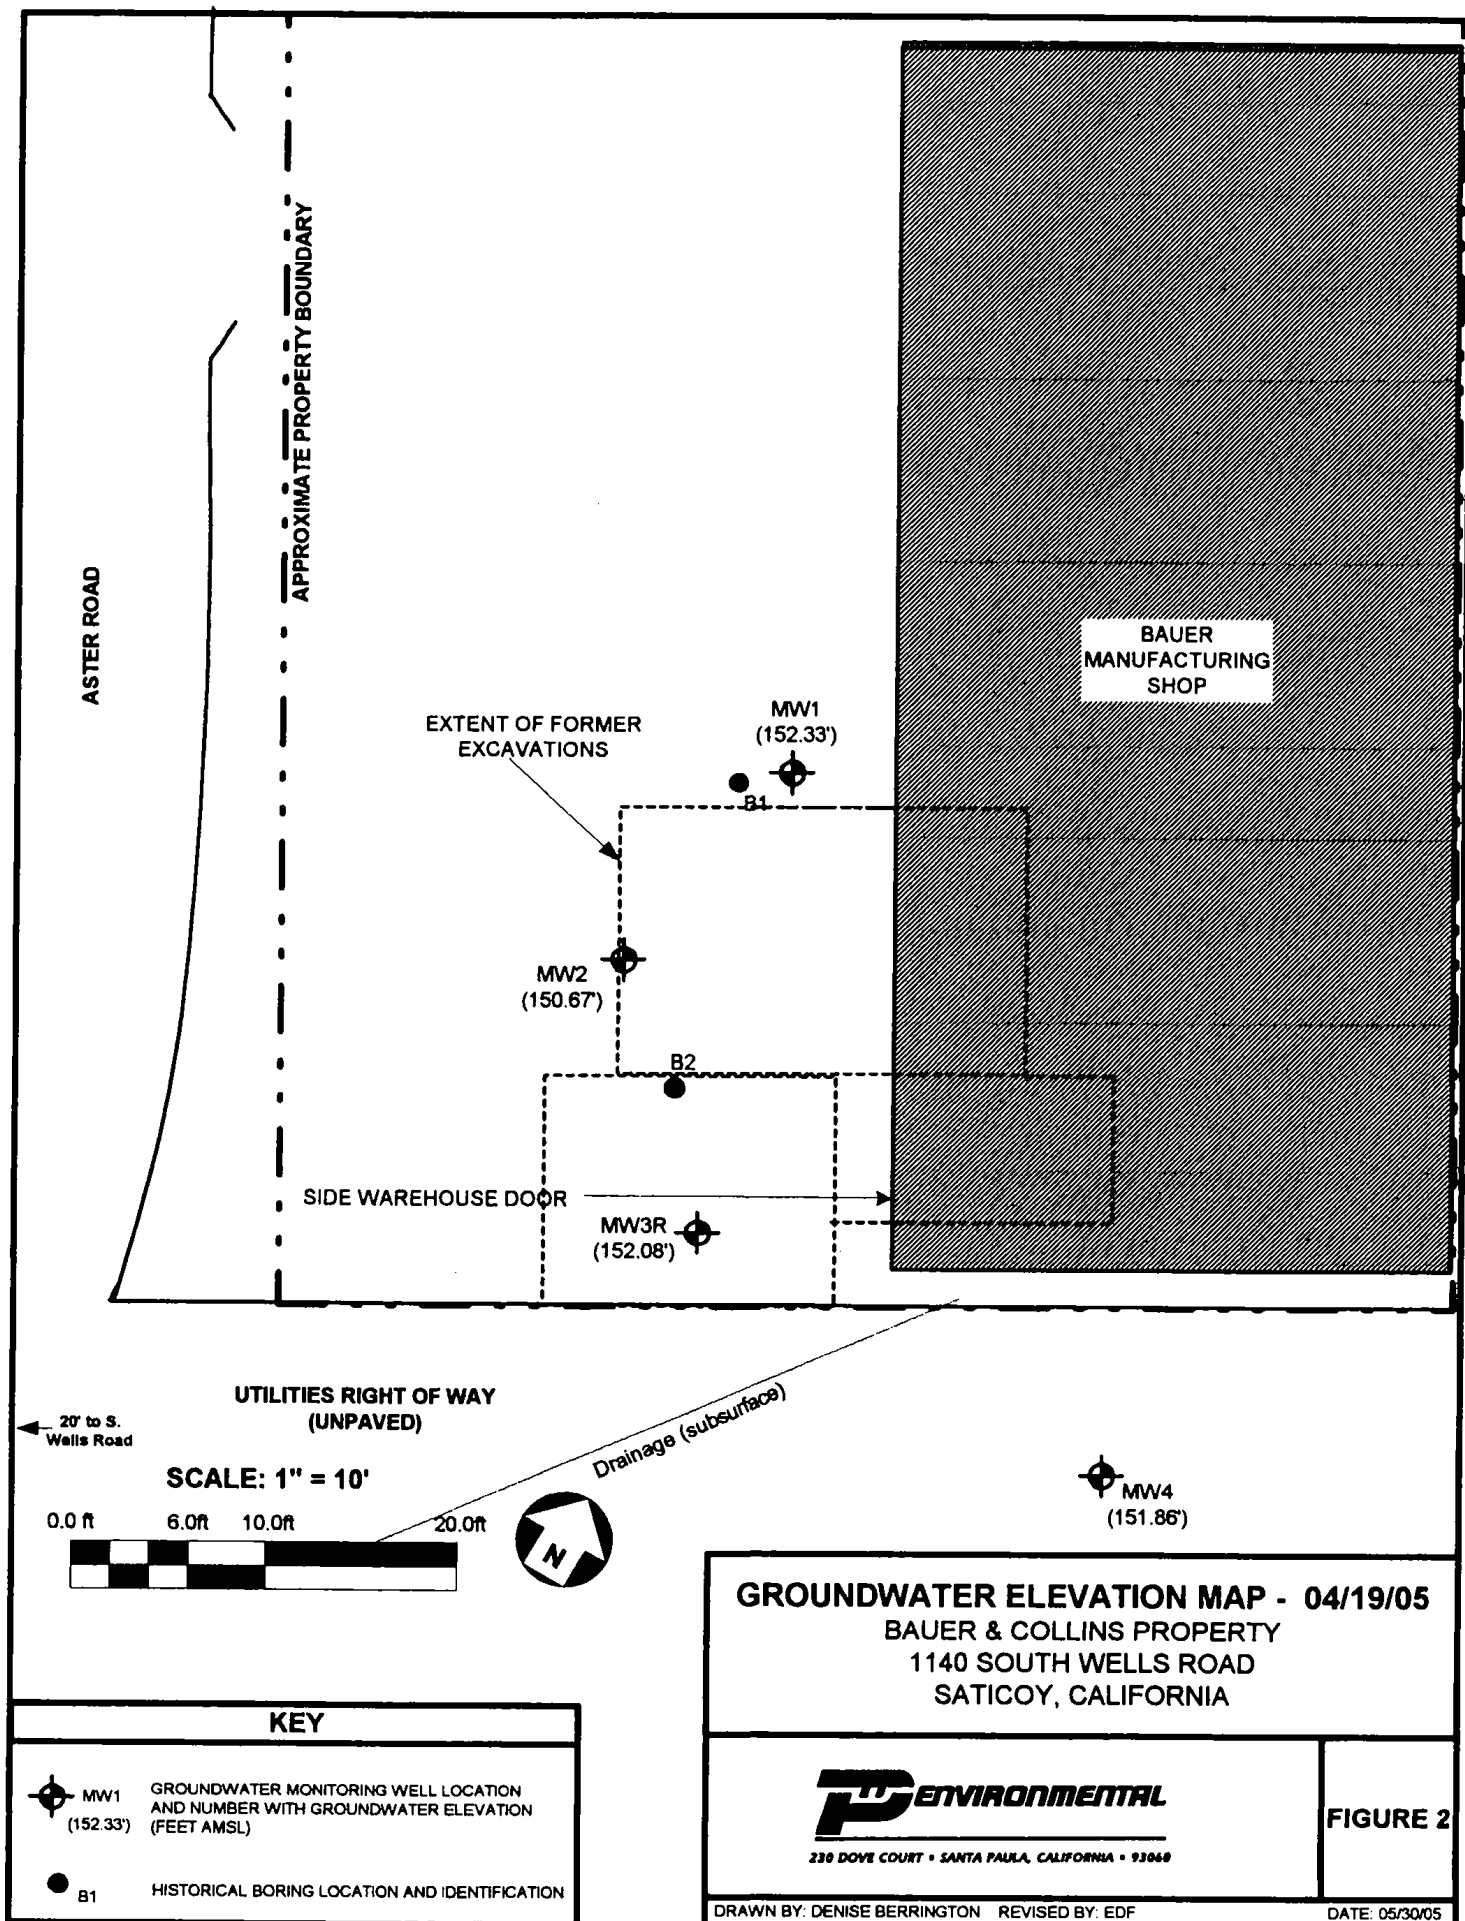 APPROXIMATE PROPERTY BOUNDARY
ASTER ROAD
BAUER
MANUFACTURING
SHOP
EXTENT OF FORMER
EXCAVATIONS
MW1
(152.33')
B1
MW2
(150.67')
B2
SIDE WAREHOUSE DOOR
MW3R
(152.08')
UTILITIES RIGHT OF WAY
(UNPAVED)
20' to S.
Wells Road
Drainage (subsurface)
SCALE: 1" = 10'
0.0 ft 6.0ft 10.0ft 20.0ft
N
MW4
(151.86')
GROUNDWATER ELEVATION MAP - 04/19/05
BAUER & COLLINS PROPERTY
1140 SOUTH WELLS ROAD
SATICOY, CALIFORNIA
KEY
MW1
(152.33')
GROUNDWATER MONITORING WELL LOCATION
AND NUMBER WITH GROUNDWATER ELEVATION
(FEET AMSL)
B1
HISTORICAL BORING LOCATION AND IDENTIFICATION
ENVIRONMENTAL
230 DOVE COURT • SANTA PAULA, CALIFORNIA • 93060
FIGURE 2
DRAWN BY: DENISE BERRINGTON REVISED BY: EDF
DATE: 05/30/05